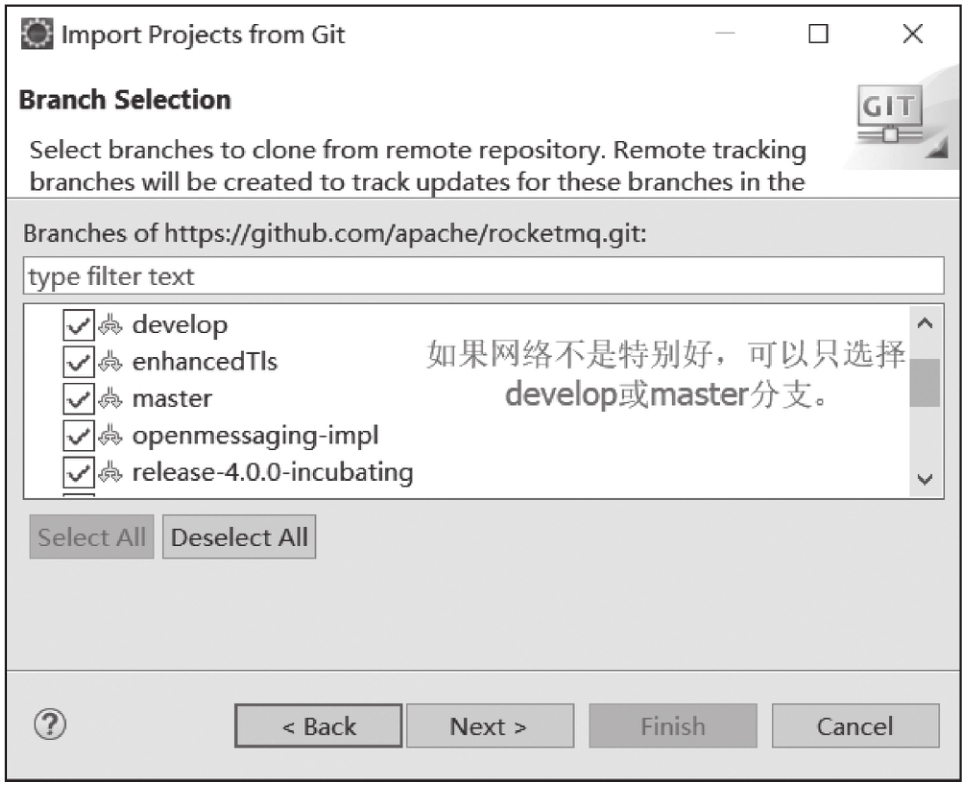 Import Projects from Git
Branch Selection
GIT
Select branches to clone from remote repository. Remote tracking
branches will be created to track updates for these branches in the
Branches of https://github.com/apache/rocketmq.git:
type filter text
develop
enhancedTls
master
openmessaging-impl
release-4.0.0-incubating
如果网络不是特别好，可以只选择
develop或master分支。
Select All
Deselect All
?
< Back
Next >
Finish
Cancel